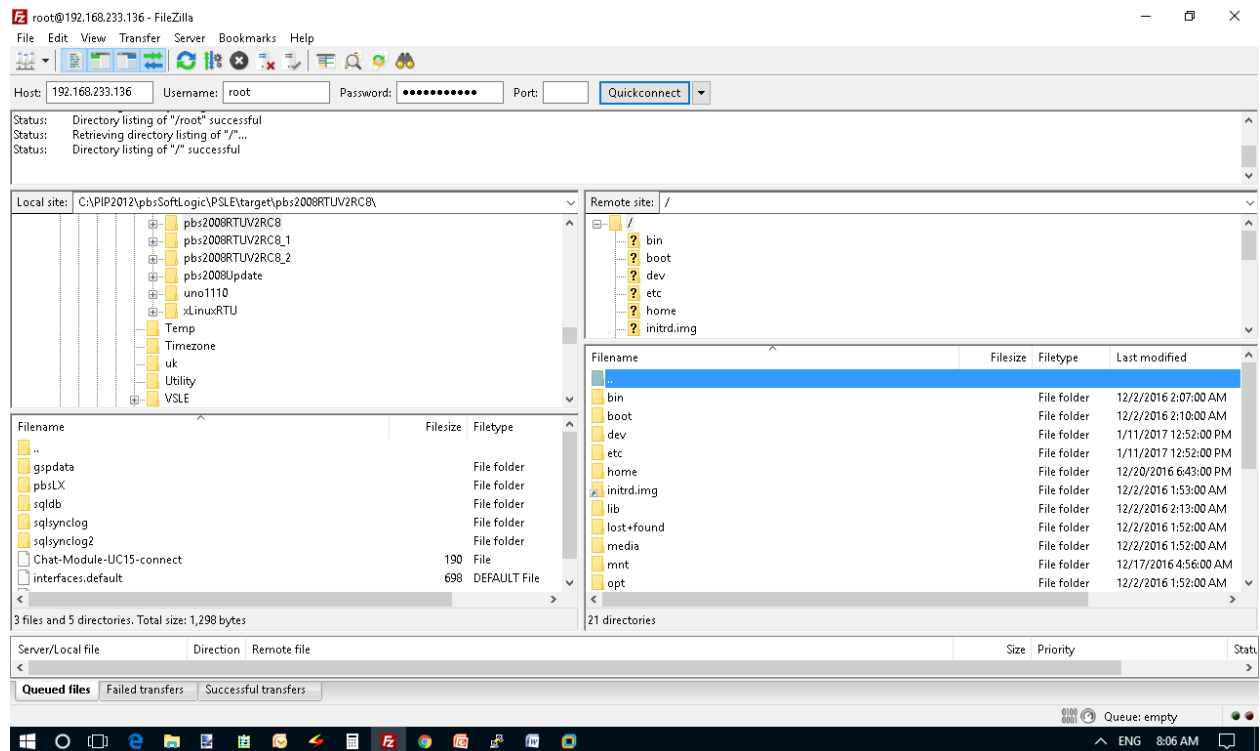 root@192.168.233.136 - FileZilla
File Edit View Transfer Server Bookmarks Help
Host: 192.168.233.136 Username: root Password: ●●●●●●●●●●● Port: Quickconnect
Status: Directory listing of "/root" successful
Status: Retrieving directory listing of "/"...
Status: Directory listing of "/" successful
Local site: C:\PIP2012\pbsSoftLogic\PSLE\target\pbs2008RTUV2RC8\
pbs2008RTUV2RC8
pbs2008RTUV2RC8_1
pbs2008RTUV2RC8_2
pbs2008Update
uno1110
xLinuxRTU
Temp
Timezone
uk
Utility
VSLE
Filename Filesize Filetype
..
gspdata File folder
pbsLX File folder
sqldb File folder
sqlsynclog File folder
sqlsynclog2 File folder
Chat-Module-UC15-connect 190 File
interfaces.default 698 DEFAULT File
3 files and 5 directories. Total size: 1,298 bytes
Remote site: /
/
? bin
? boot
? dev
? etc
? home
? initrd.img
Filename Filesize Filetype Last modified
..
bin File folder 12/2/2016 2:07:00 AM
boot File folder 12/2/2016 2:10:00 AM
dev File folder 1/11/2017 12:52:00 PM
etc File folder 1/11/2017 12:52:00 PM
home File folder 12/20/2016 6:43:00 PM
initrd.img File folder 12/2/2016 1:53:00 AM
lib File folder 12/2/2016 2:13:00 AM
lost+found File folder 12/2/2016 1:52:00 AM
media File folder 12/2/2016 1:52:00 AM
mnt File folder 12/17/2016 4:56:00 AM
opt File folder 12/2/2016 1:52:00 AM
21 directories
Server/Local file Direction Remote file Size Priority Statu
Queued files Failed transfers Successful transfers
Queue: empty
ENG 8:06 AM